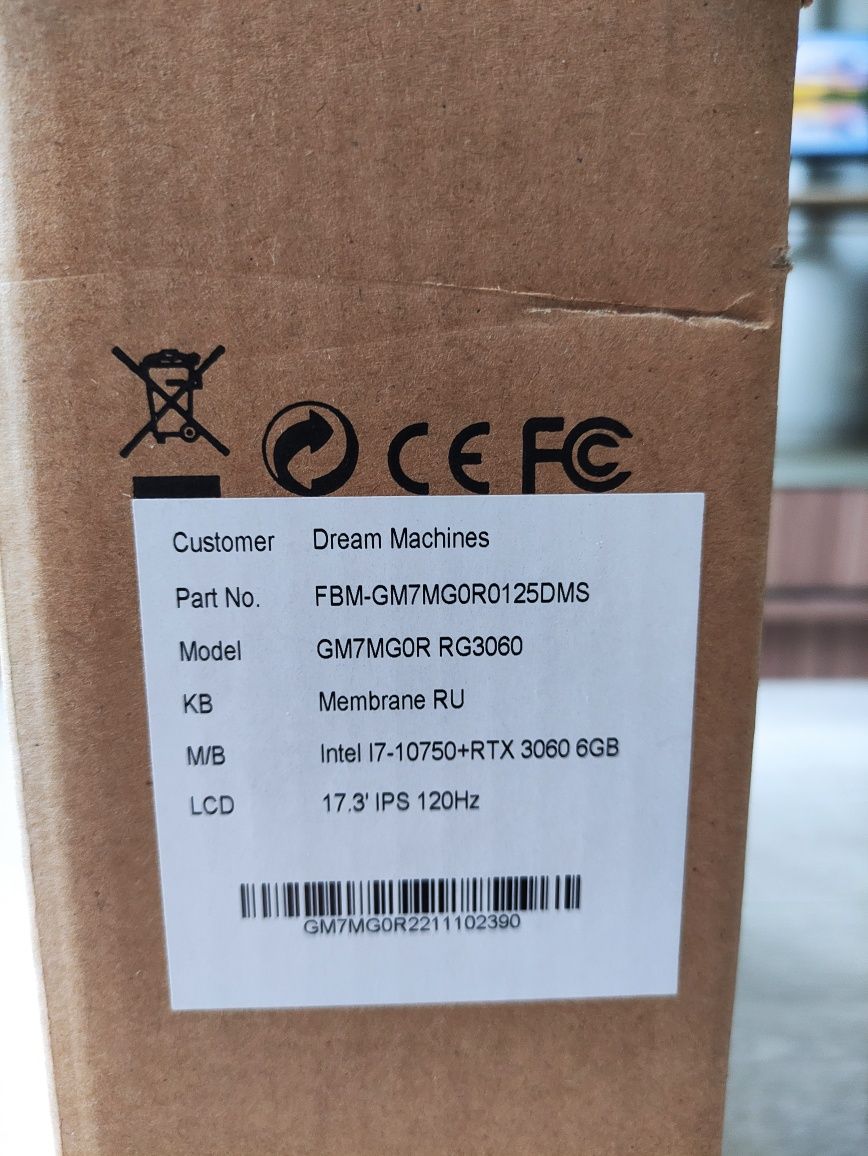 CE FC
Customer Dream Machines
Part No. FBM-GM7MG0R0125DMS
Model GM7MG0R RG3060
KB Membrane RU
M/B Intel I7-10750+RTX 3060 6GB
LCD 17.3' IPS 120Hz
GM7MG0R2211102390